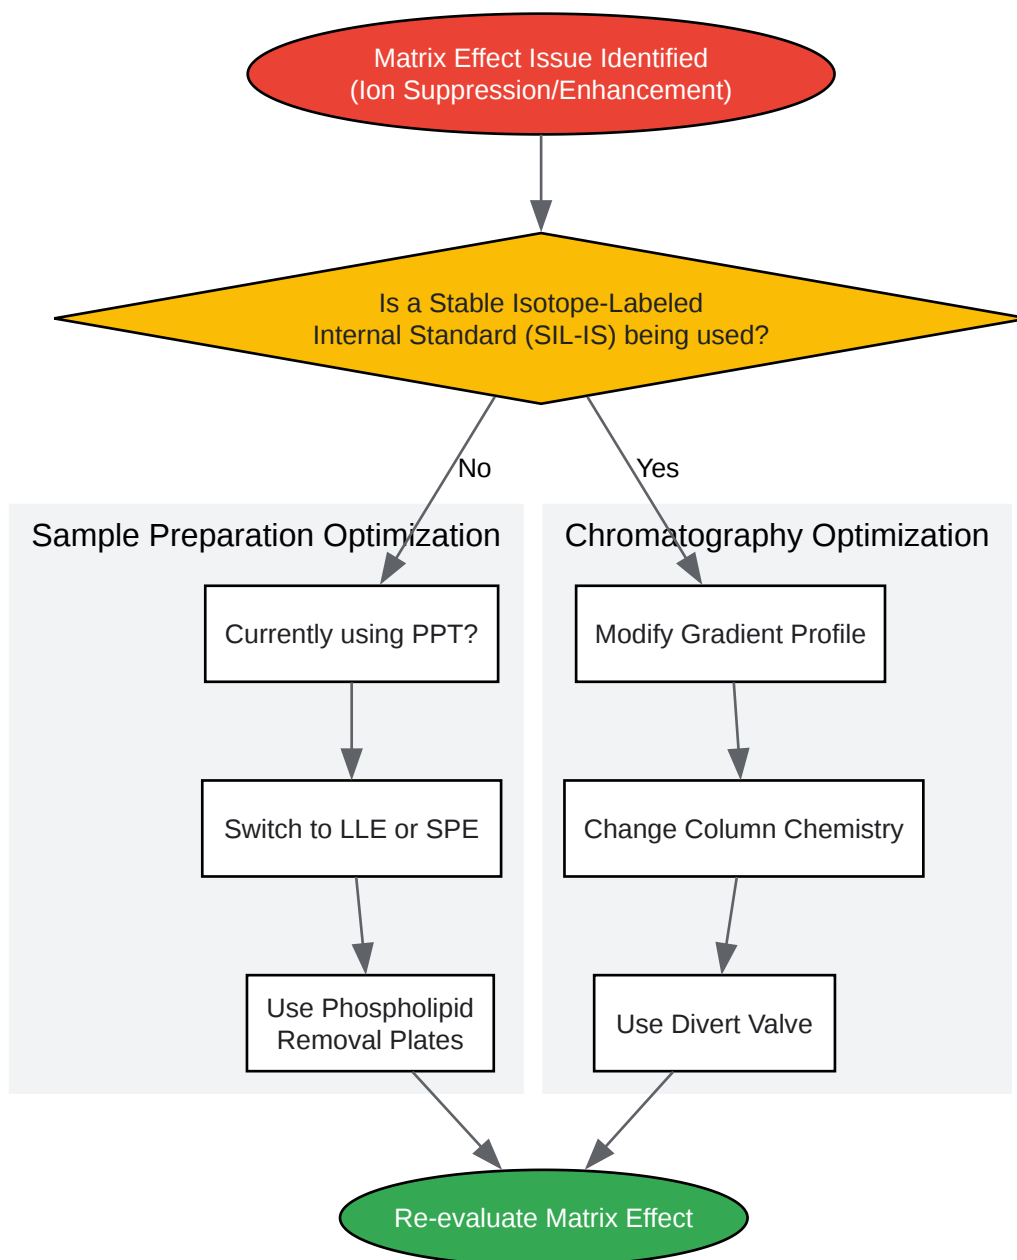 Matrix Effect Issue Identified
(Ion Suppression/Enhancement)
Is a Stable Isotope-Labeled
Internal Standard (SIL-IS) being used?
No
Yes
Sample Preparation Optimization
Currently using PPT?
Switch to LLE or SPE
Use Phospholipid
Removal Plates
Chromatography Optimization
Modify Gradient Profile
Change Column Chemistry
Use Divert Valve
Re-evaluate Matrix Effect